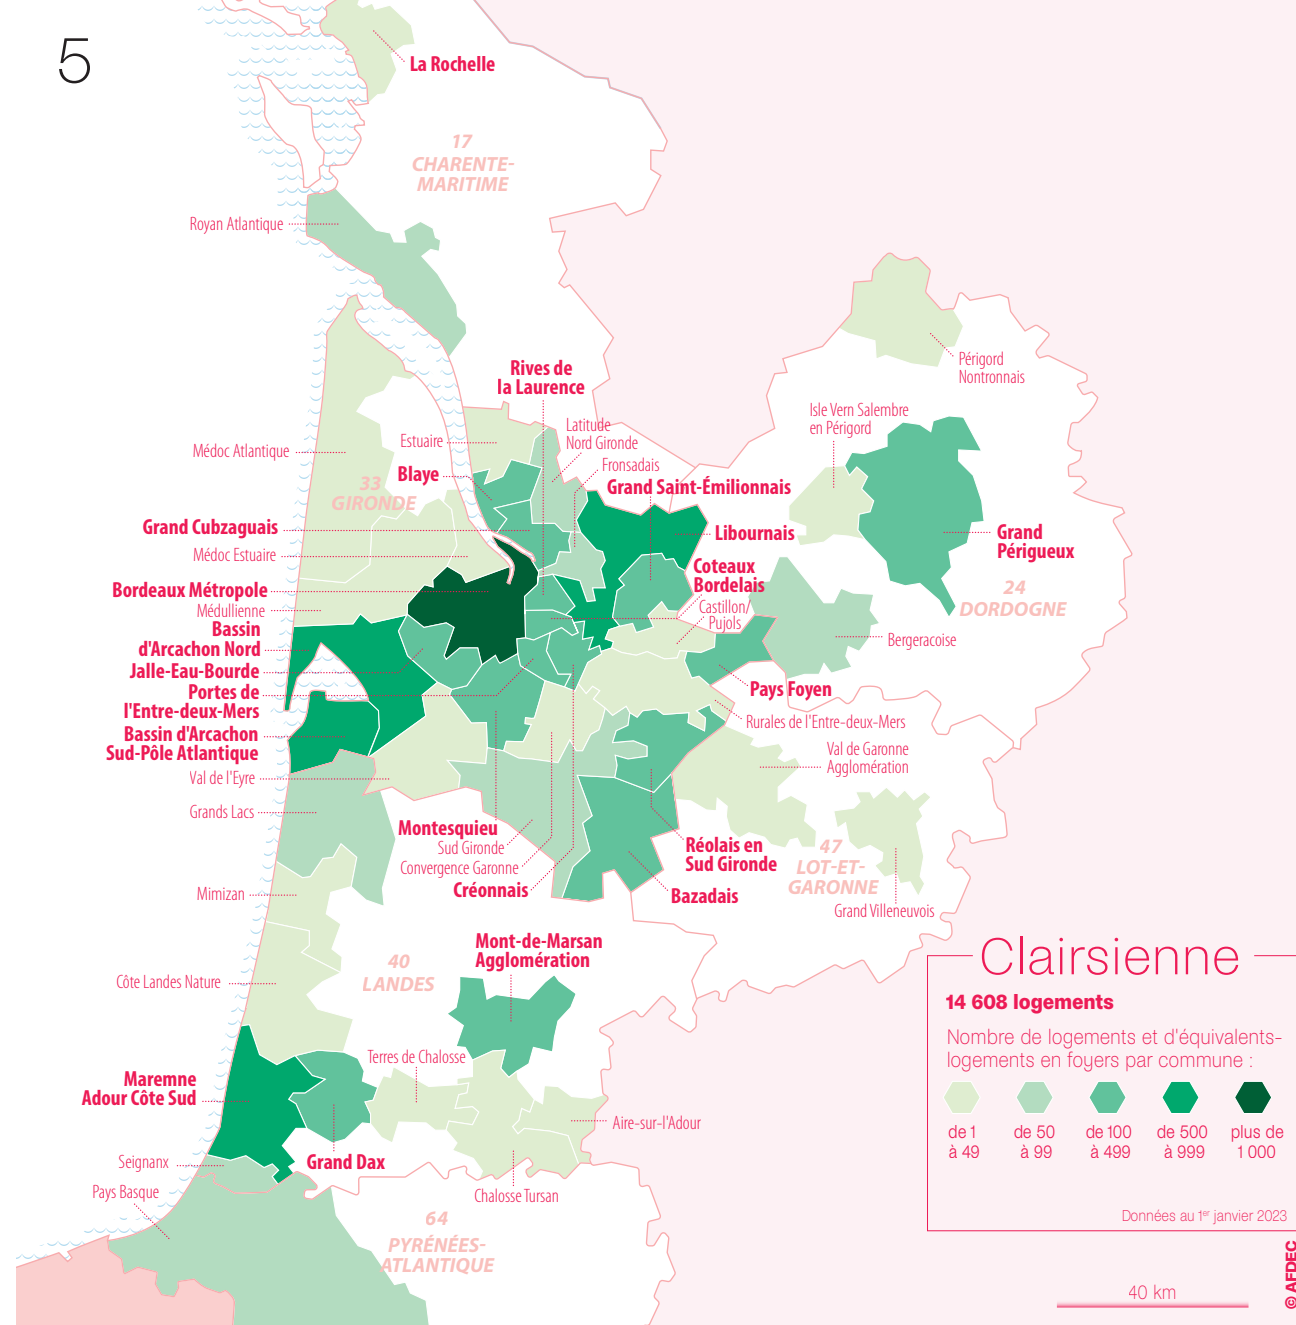 5
La Rochelle
17
CHARENTE-
MARITIME
Royan Atlantique
Périgord
Nontronnais
Rives de
la Laurence
Isle Vern Salembre
en Périgord
Latitude
Nord Gironde
Estuaire
Médoc Atlantique
Fronsadais
Blaye
33
GIRONDE
Grand Saint-Émilionnais
Grand Cubzaguais
Libournais
Grand
Périgueux
Médoc Estuaire
Coteaux
Bordelais
24
DORDOGNE
Bordeaux Métropole
Médullienne
Castillon/
Pujols
Bassin
d'Arcachon Nord
Bergeracoise
Jalle-Eau-Bourde
Portes de
l'Entre-deux-Mers
Pays Foyen
Rurales de l'Entre-deux-Mers
Bassin d'Arcachon
Sud-Pôle Atlantique
Val de Garonne
Agglomération
Val de l'Eyre
Grands Lacs
Montesquieu
Sud Gironde
Convergence Garonne
Créonnais
Réolais en
Sud Gironde
47
LOT-ET-
GARONNE
Bazadais
Mimizan
Grand Villeneuvois
Mont-de-Marsan
Agglomération
40
LANDES
Côte Landes Nature
Clairsienne
14 608 logements
Nombre de logements et d'équivalents-
logements en foyers par commune :
de 1
à 49
de 50
à 99
de 100
à 499
de 500
à 999
plus de
1 000
Données au 1er janvier 2023
Terres de Chalosse
Maremne
Adour Côte Sud
Aire-sur-l'Adour
Seignanx
Grand Dax
Pays Basque
Chalosse Tursan
64
PYRÉNÉES-
ATLANTIQUE
40 km
© AFDEC